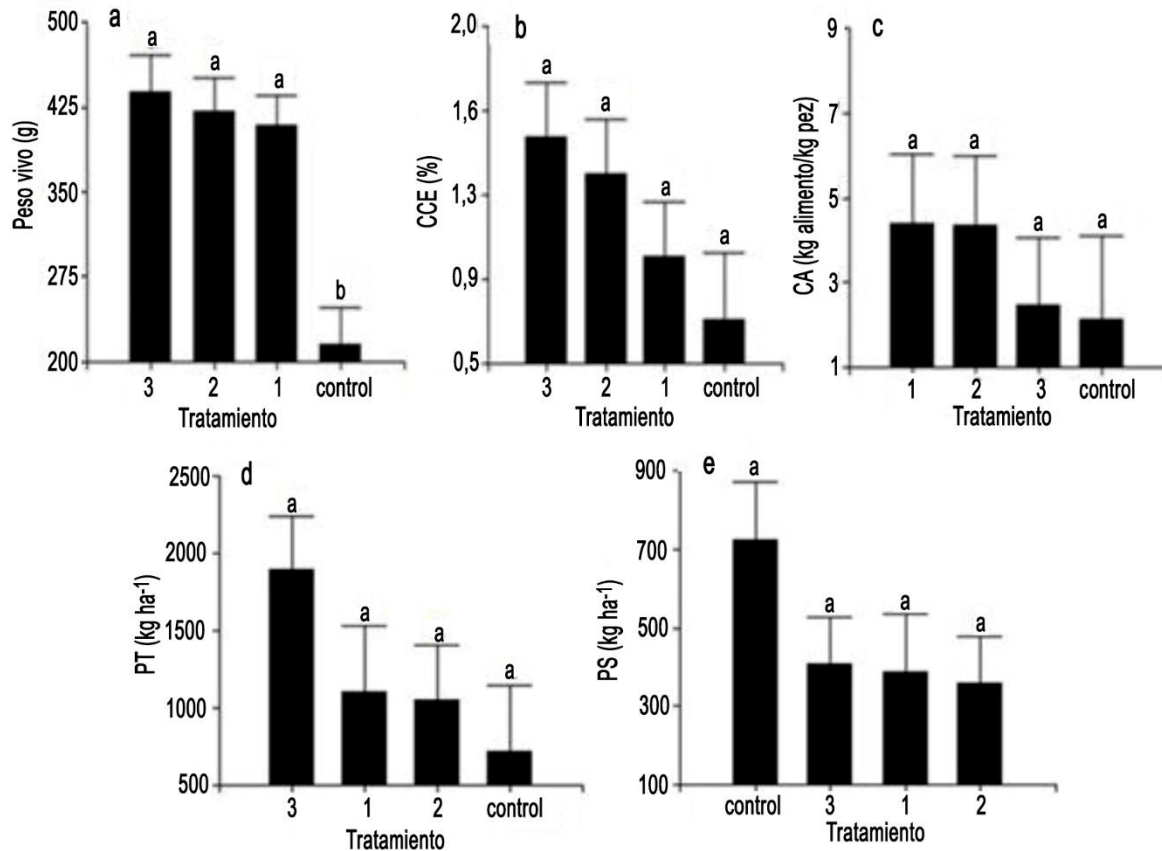 a
Peso vivo (g)
500
425
350
275
200
a
a
a
b
3 2 1 control
Tratamiento
b
CCE (%)
1,6
1,3
0,9
0,5
a
a
a
a
3 2 1 control
Tratamiento
c
CA (kg alimento/kg pez)
9
7
5
3
1
a
a
a
a
1 2 3 control
Tratamiento
d
PT (kg ha-1)
2500
2000
1500
1000
500
a
a
a
a
3 1 2 control
Tratamiento
e
PS (kg ha-1)
900
700
500
300
100
a
a
a
a
control 3 1 2
Tratamiento